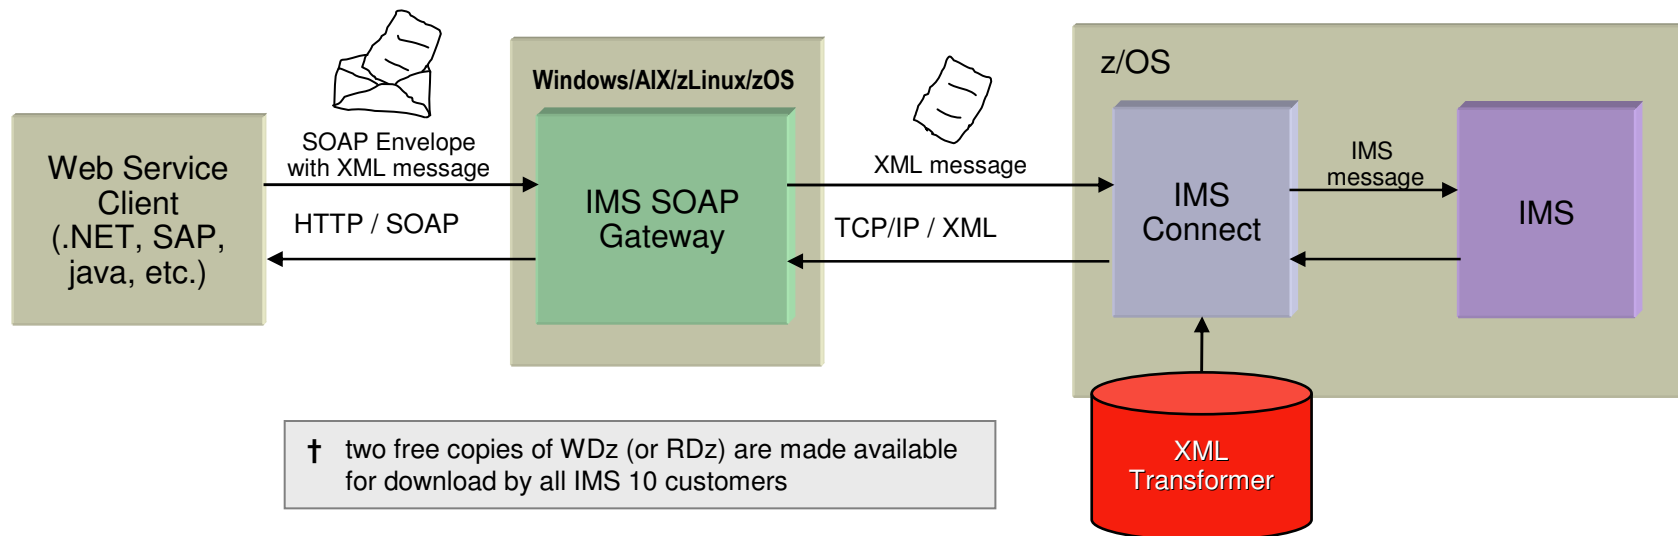 Web Service
Client
(.NET, SAP,
java, etc.)
SOAP Envelope
with XML message
HTTP / SOAP
Windows/AIX/zLinux/zOS
IMS SOAP
Gateway
XML message
TCP/IP / XML
z/OS
IMS
Connect
IMS
message
IMS
XML
Transformer
† two free copies of WDz (or RDz) are made available
for download by all IMS 10 customers